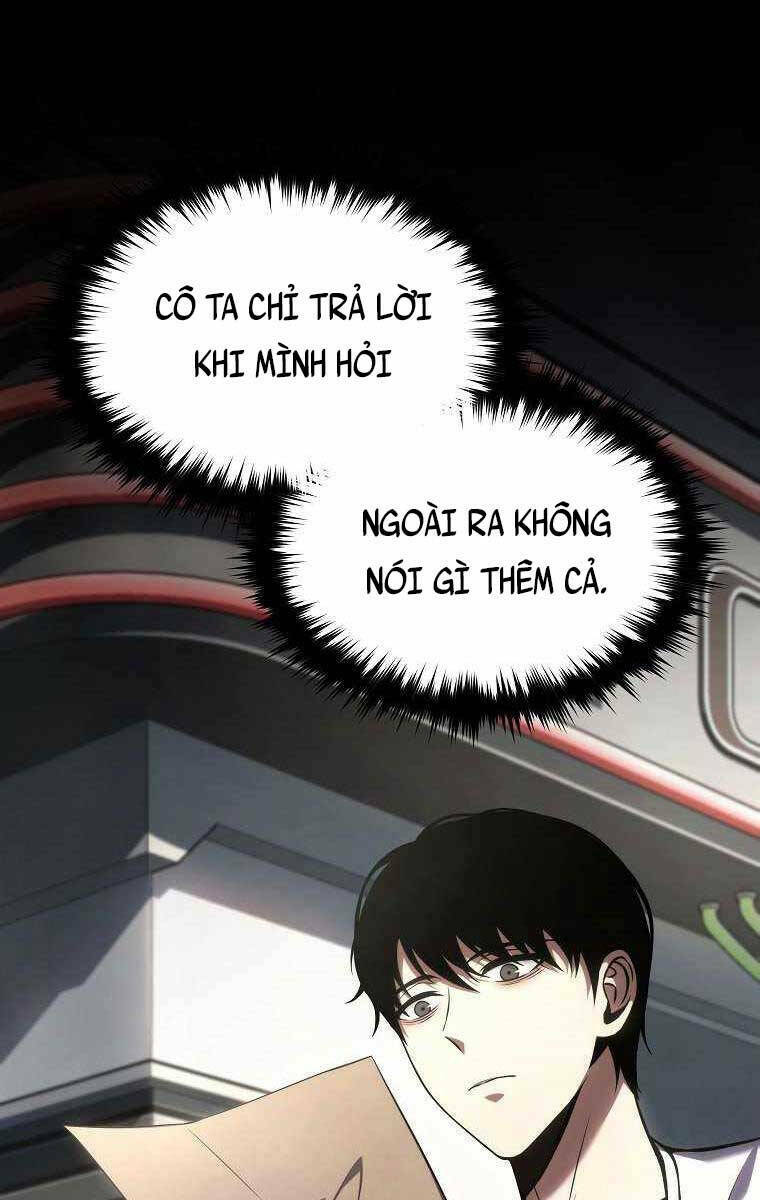 CÔ TA CHỈ TRẢ LỜI
KHI MÌNH HỎI
NGOÀI RA KHÔNG
NÓI GÌ THÊM CẢ.